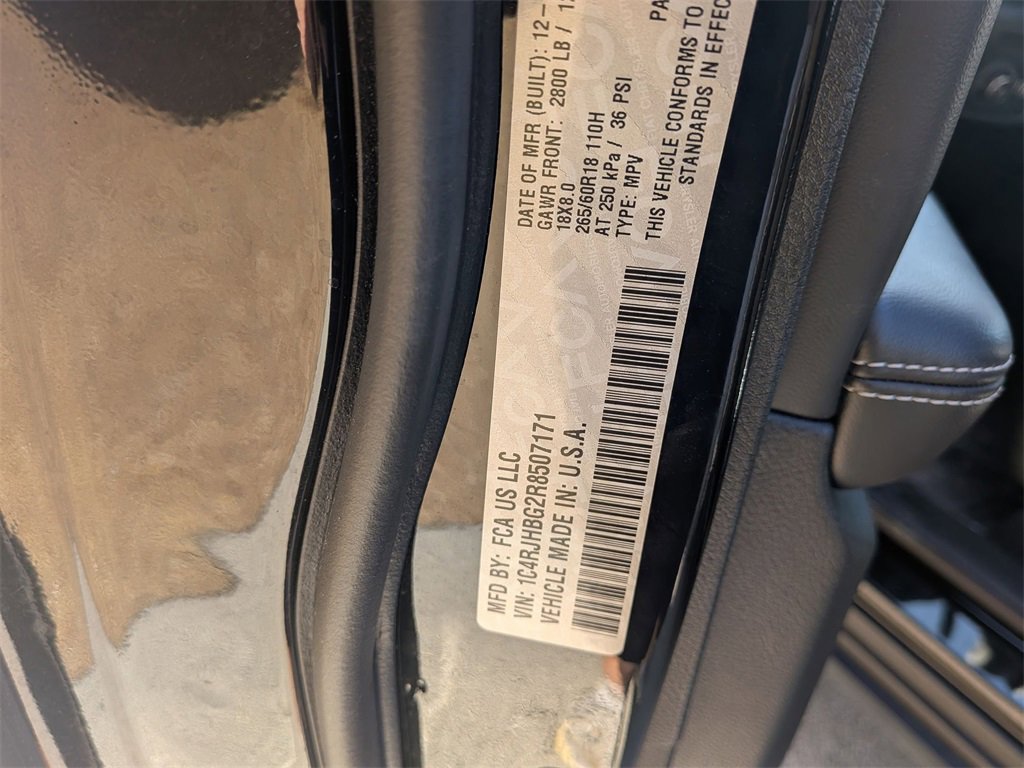 MFD BY: FCA US LLC
DATE OF MFR (BUILT): 12-
VIN: 1C4RJHBG2R8507171
GAWR FRONT: 2800 LB / 12
VEHICLE MADE IN: U.S.A.
18X8.0
265/60R18 110H
AT 250 kPa / 36 PSI
TYPE: MPV
THIS VEHICLE CONFORMS TO
STANDARDS IN EFFEC
PA